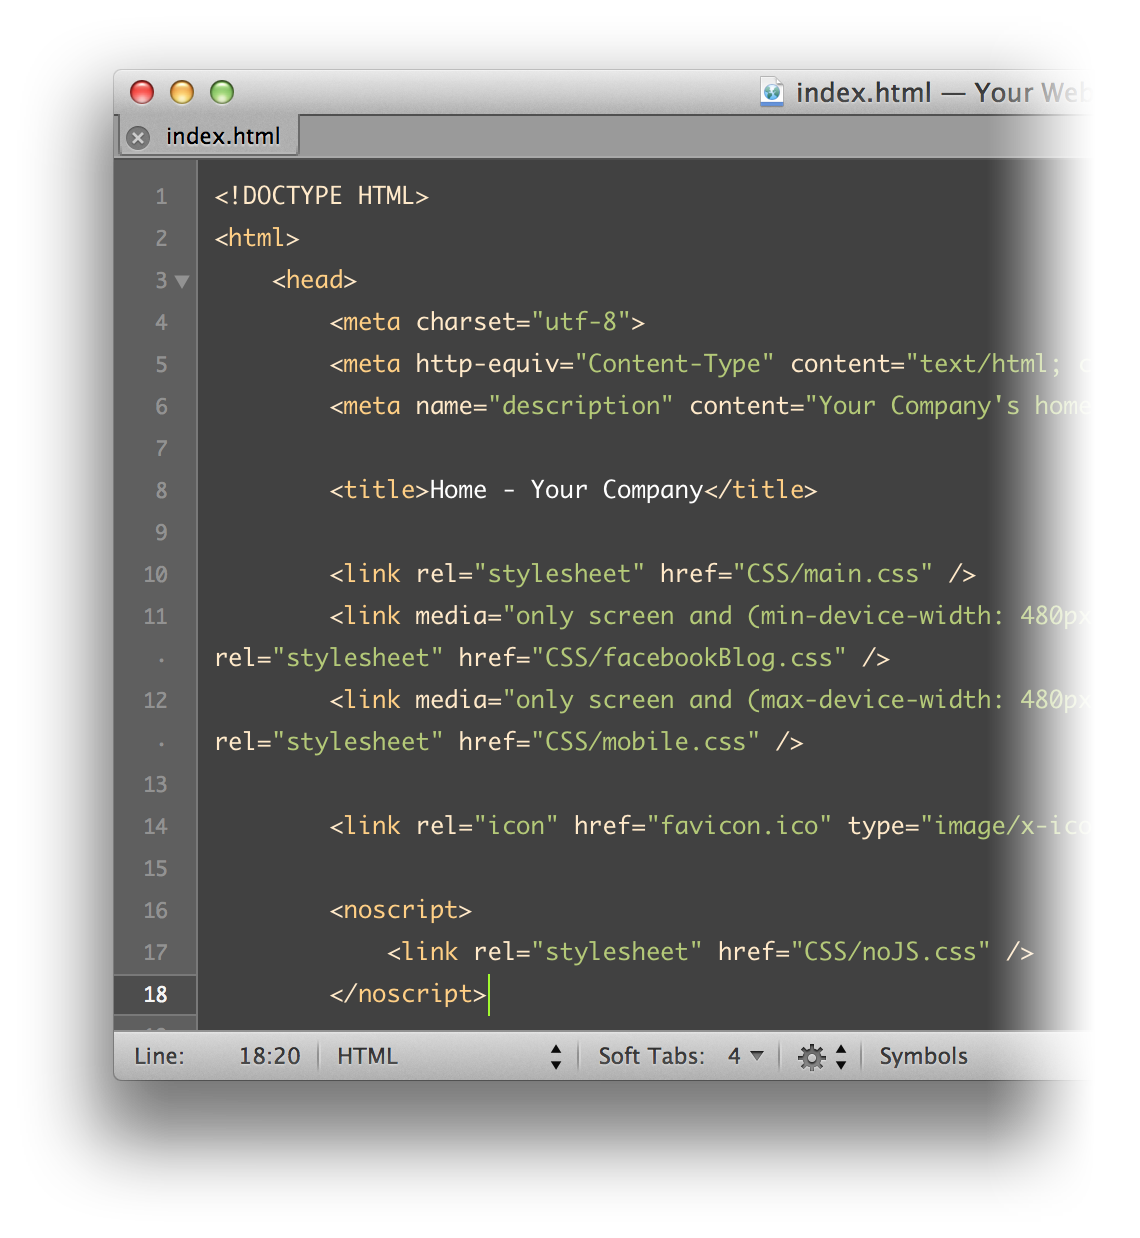 index.html — Your Web
index.html
1 <!DOCTYPE HTML>
2 <html>
3 <head>
4 <meta charset="utf-8">
5 <meta http-equiv="Content-Type" content="text/html;
6 <meta name="description" content="Your Company's home
7
8 <title>Home - Your Company</title>
9
10 <link rel="stylesheet" href="CSS/main.css" />
11 <link media="only screen and (min-device-width: 480px
. rel="stylesheet" href="CSS/facebookBlog.css" />
12 <link media="only screen and (max-device-width: 480px
. rel="stylesheet" href="CSS/mobile.css" />
13
14 <link rel="icon" href="favicon.ico" type="image/x-ico
15
16 <noscript>
17 <link rel="stylesheet" href="CSS/noJS.css" />
18 </noscript>
Line: 18:20 HTML Soft Tabs: 4 Symbols